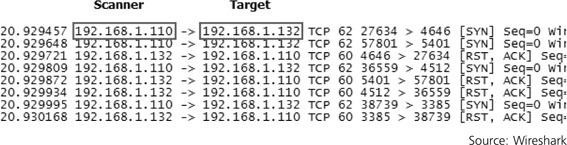 Scanner Target
20.929457 192.168.1.110 -> 192.168.1.132 TCP 62 27634 > 4646 [SYN] Seq=0 Wir
20.929648 192.168.1.110 -> 192.168.1.132 TCP 62 57801 > 5401 [SYN] Seq=0 Wir
20.929721 192.168.1.132 -> 192.168.1.110 TCP 60 4646 > 27634 [RST, ACK] Seq=
20.929809 192.168.1.110 -> 192.168.1.132 TCP 62 36559 > 4512 [SYN] Seq=0 Wir
20.929872 192.168.1.132 -> 192.168.1.110 TCP 60 5401 > 57801 [RST, ACK] Seq=
20.929934 192.168.1.132 -> 192.168.1.110 TCP 60 4512 > 36559 [RST, ACK] Seq=
20.929995 192.168.1.110 -> 192.168.1.132 TCP 62 38739 > 3385 [SYN] Seq=0 Wir
20.930168 192.168.1.132 -> 192.168.1.110 TCP 60 3385 > 38739 [RST, ACK] Seq=
Source: Wireshark